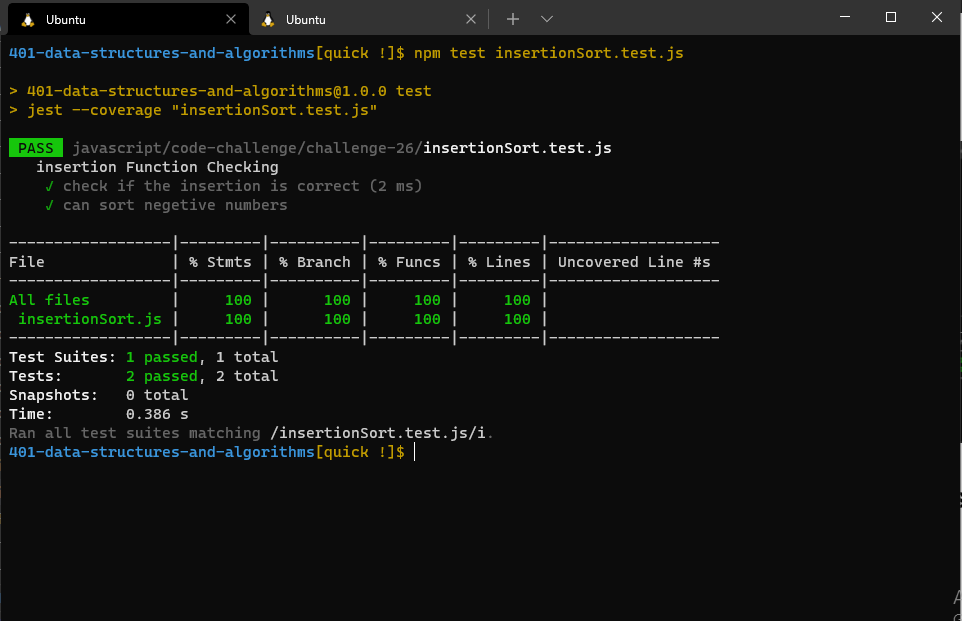 Ubuntu Ubuntu
401-data-structures-and-algorithms[quick !]$ npm test insertionSort.test.js
> 401-data-structures-and-algorithms@1.0.0 test
> jest --coverage "insertionSort.test.js"
PASS javascript/code-challenge/challenge-26/insertionSort.test.js
insertion Function Checking
√ check if the insertion is correct (2 ms)
√ can sort negetive numbers
------------------|---------|----------|---------|---------|-------------------
File | % Stmts | % Branch | % Funcs | % Lines | Uncovered Line #s
------------------|---------|----------|---------|---------|-------------------
All files | 100 | 100 | 100 | 100 |
insertionSort.js | 100 | 100 | 100 | 100 |
------------------|---------|----------|---------|---------|-------------------
Test Suites: 1 passed, 1 total
Tests: 2 passed, 2 total
Snapshots: 0 total
Time: 0.386 s
Ran all test suites matching /insertionSort.test.js/i.
401-data-structures-and-algorithms[quick !]$